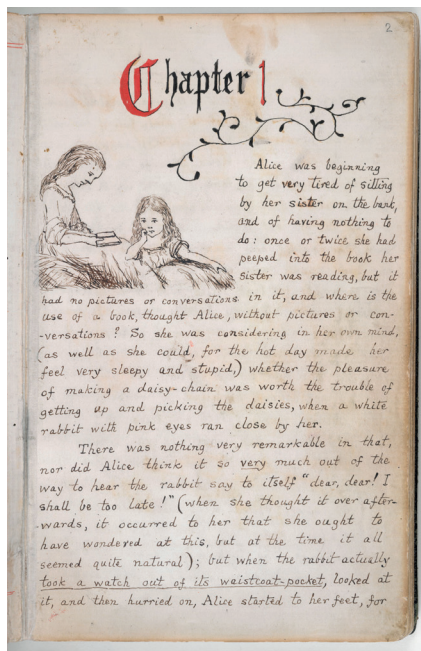 2
Chapter 1
Alice was beginning
to get very tired of sitting
by her sister on the bank,
and of having nothing to
do: once or twice she had
peeped into the book her
sister was reading, but it
had no pictures or conversations in it, and where is the
use of a book, thought Alice, without pictures or con-
-versations? So she was considering in her own mind,
(as well as she could, for the hot day made her
feel very sleepy and stupid,) whether the pleasure
of making a daisy-chain was worth the trouble of
getting up and picking the daisies, when a white
rabbit with pink eyes ran close by her.
There was nothing very remarkable in that,
nor did Alice think it so very much out of the
way to hear the rabbit say to itself "dear, dear! I
shall be too late!" (when she thought it over after-
-wards, it occurred to her that she ought to
have wondered at this, but at the time it all
seemed quite natural); but when the rabbit actually
took a watch out of its waistcoat-pocket, looked at
it, and then hurried on, Alice started to her feet, for